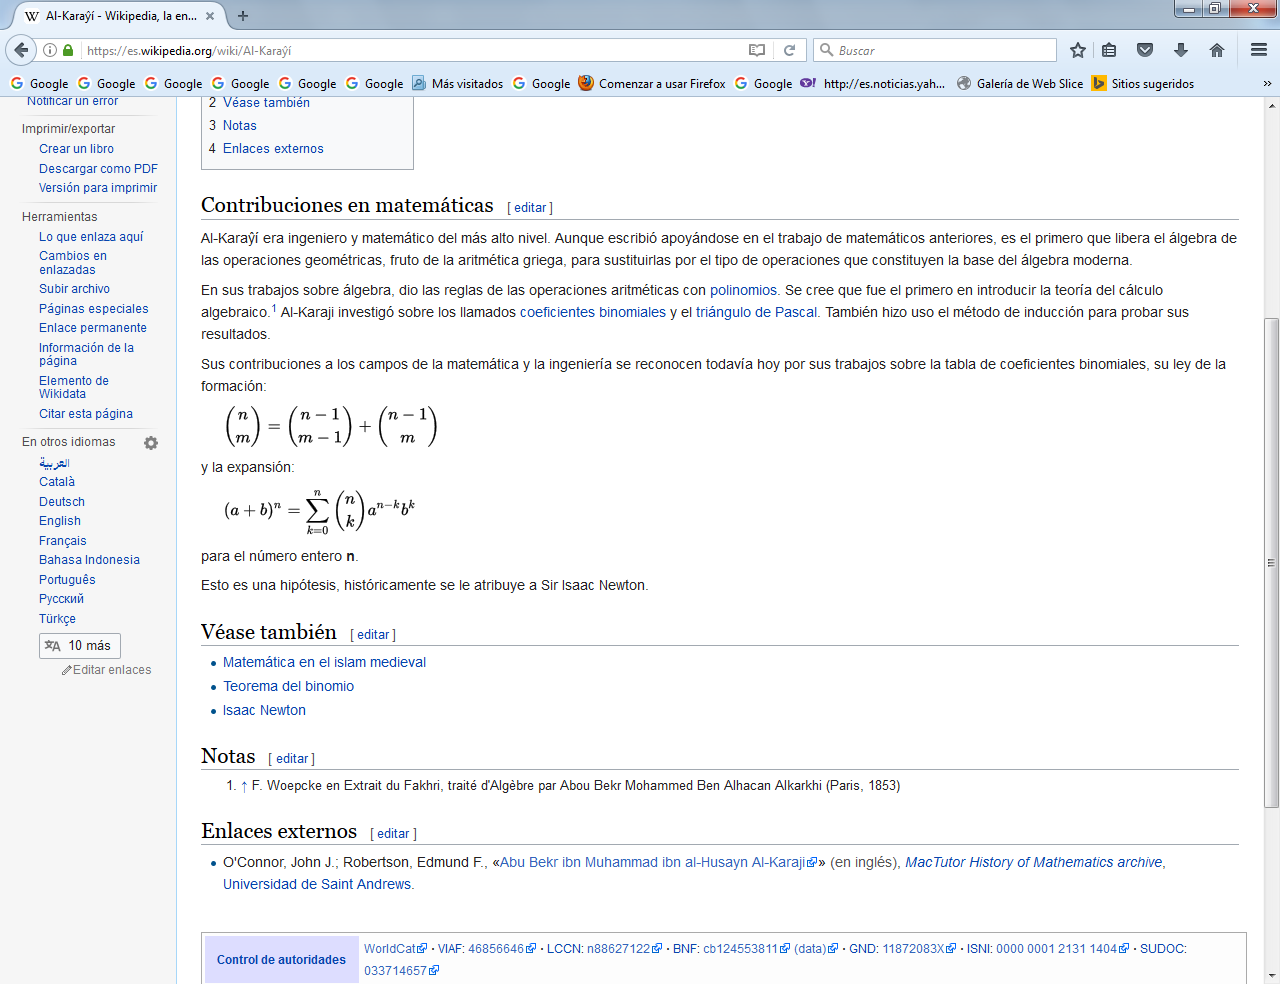 Al-Karaŷí - Wikipedia, la en...
https://es.wikipedia.org/wiki/Al-Karaŷí
Buscar
Google Google Google Google Google Google Más visitados Google Comenzar a usar Firefox Google http://es.noticias.yah... Galería de Web Slice Sitios sugeridos »
Notificar un error
Imprimir/exportar
Crear un libro
Descargar como PDF
Versión para imprimir
Herramientas
Lo que enlaza aquí
Cambios en
enlazadas
Subir archivo
Páginas especiales
Enlace permanente
Información de la
página
Elemento de
Wikidata
Citar esta página
En otros idiomas
العربية
Català
Deutsch
English
Français
Bahasa Indonesia
Português
Русский
Türkçe
10 más
Editar enlaces
2 Véase también
3 Notas
4 Enlaces externos
Contribuciones en matemáticas [ editar ]
Al-Karaŷí era ingeniero y matemático del más alto nivel. Aunque escribió apoyándose en el trabajo de matemáticos anteriores, es el primero que libera el álgebra de
las operaciones geométricas, fruto de la aritmética griega, para sustituirlas por el tipo de operaciones que constituyen la base del álgebra moderna.
En sus trabajos sobre álgebra, dio las reglas de las operaciones aritméticas con polinomios. Se cree que fue el primero en introducir la teoría del cálculo
algebraico.1 Al-Karaji investigó sobre los llamados coeficientes binomiales y el triángulo de Pascal. También hizo uso el método de inducción para probar sus
resultados.
Sus contribuciones a los campos de la matemática y la ingeniería se reconocen todavía hoy por sus trabajos sobre la tabla de coeficientes binomiales, su ley de la
formación:
(n m) = (n − 1 m − 1) + (n − 1 m)
y la expansión:
(a + b)^n = ∑_{k=0}^{n} (n k) a^{n−k} b^k
para el número entero n.
Esto es una hipótesis, históricamente se le atribuye a Sir Isaac Newton.
Véase también [ editar ]
• Matemática en el islam medieval
• Teorema del binomio
• Isaac Newton
Notas [ editar ]
1. ↑ F. Woepcke en Extrait du Fakhri, traité d'Algèbre par Abou Bekr Mohammed Ben Alhacan Alkarkhi (Paris, 1853)
Enlaces externos [ editar ]
• O'Connor, John J.; Robertson, Edmund F., «Abu Bekr ibn Muhammad ibn al-Husayn Al-Karaji» (en inglés), MacTutor History of Mathematics archive,
Universidad de Saint Andrews.
Control de autoridades
WorldCat · VIAF: 46856646 · LCCN: n88627122 · BNF: cb124553811 (data) · GND: 11872083X · ISNI: 0000 0001 2131 1404 · SUDOC:
033714657